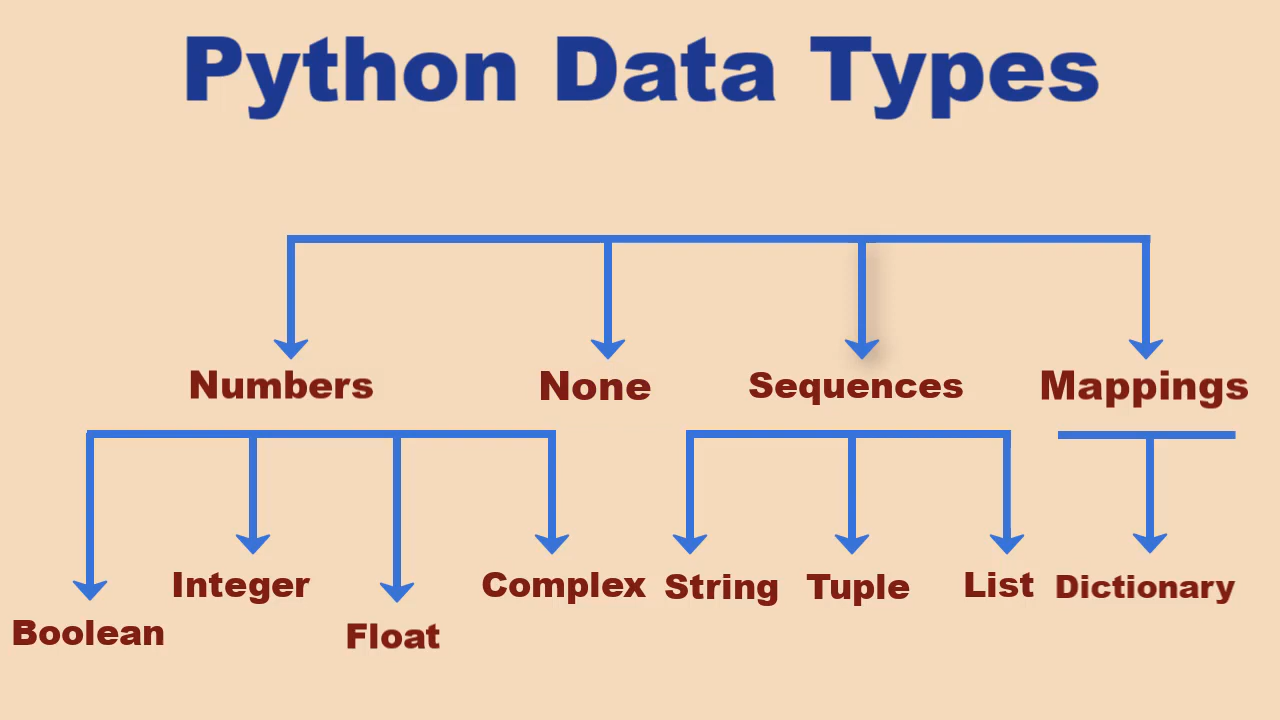 Python Data Types
Numbers
None
Sequences
Mappings
Boolean
Integer
Float
Complex
String
Tuple
List
Dictionary